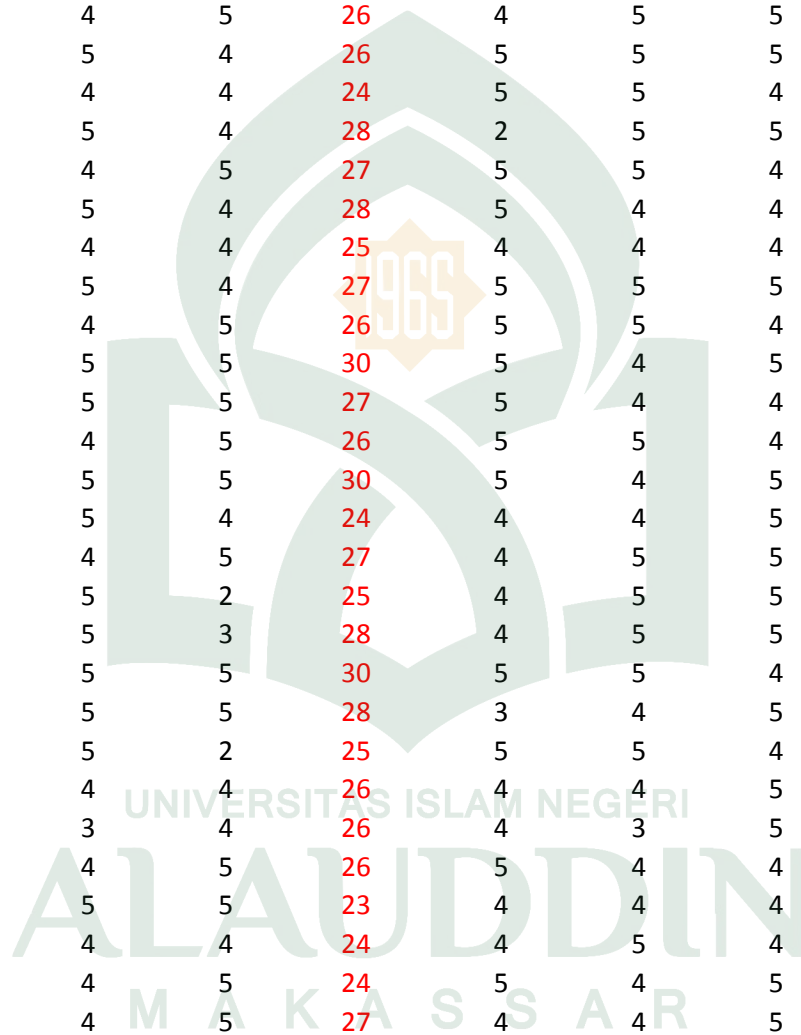 4 5 26 4 5 5
5 4 26 5 5 5
4 4 24 5 5 4
5 4 28 2 5 5
4 5 27 5 5 4
5 4 28 5 4 4
4 4 25 4 4 4
5 4 27 5 5 5
1965
4 5 26 5 5 4
5 5 30 5 4 5
5 5 27 5 4 4
4 5 26 5 5 4
5 5 30 5 4 5
5 4 24 4 4 5
4 5 27 4 5 5
5 2 25 4 5 5
5 3 28 4 5 5
5 5 30 5 5 4
5 5 28 3 4 5
5 2 25 5 5 4
4 4 26 4 4 5
UNIVERSITAS ISLAM NEGERI
3 4 26 4 3 5
4 5 26 5 4 4
ALAUDDIN
5 5 23 4 4 4
4 4 24 4 5 4
4 5 24 5 4 5
MAKASSAR
4 5 27 4 4 5